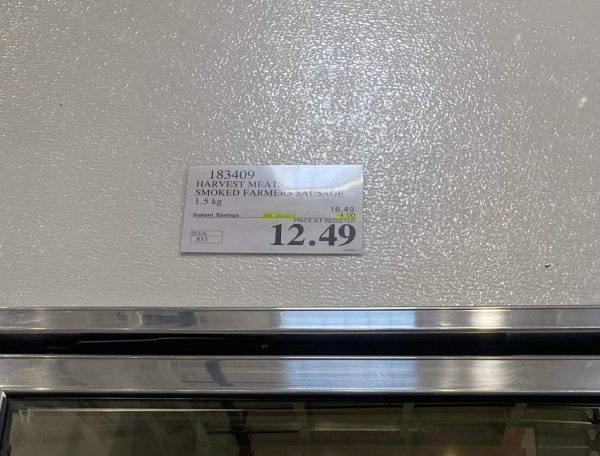 183409
HARVEST MEATS
SMOKED FARMERS SAUSAGE
1.5 kg
16.49
Instant Savings 4.00
PRICE AT REGISTER
12.49
.833